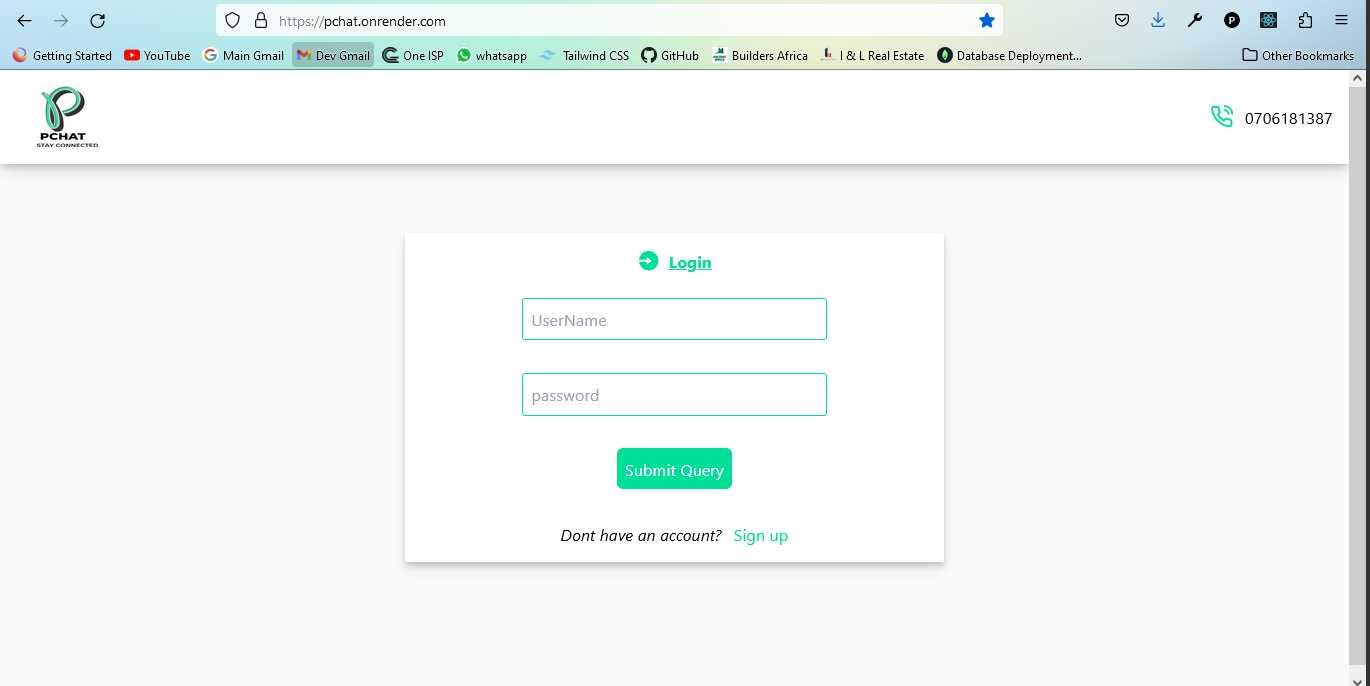 https://pchat.onrender.com
P
Getting Started YouTube Main Gmail Dev Gmail One ISP whatsapp Tailwind CSS GitHub Builders Africa I & L Real Estate Database Deployment... Other Bookmarks
PCHAT
STAY CONNECTED
0706181387
Login
UserName
password
Submit Query
Dont have an account? Sign up